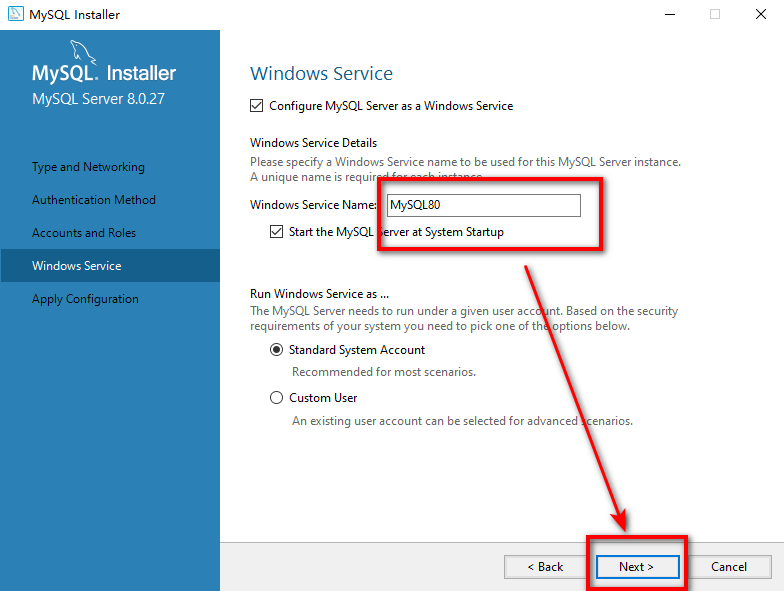 MySQL Installer
MySQL. Installer
MySQL Server 8.0.27
Type and Networking
Authentication Method
Accounts and Roles
Windows Service
Apply Configuration
Windows Service
Configure MySQL Server as a Windows Service
Windows Service Details
Please specify a Windows Service name to be used for this MySQL Server instance.
A unique name is required for each instance.
Windows Service Name: MySQL80
Start the MySQL Server at System Startup
Run Windows Service as ...
The MySQL Server needs to run under a given user account. Based on the security
requirements of your system you need to pick one of the options below.
Standard System Account
Recommended for most scenarios.
Custom User
An existing user account can be selected for advanced scenarios.
< Back Next > Cancel